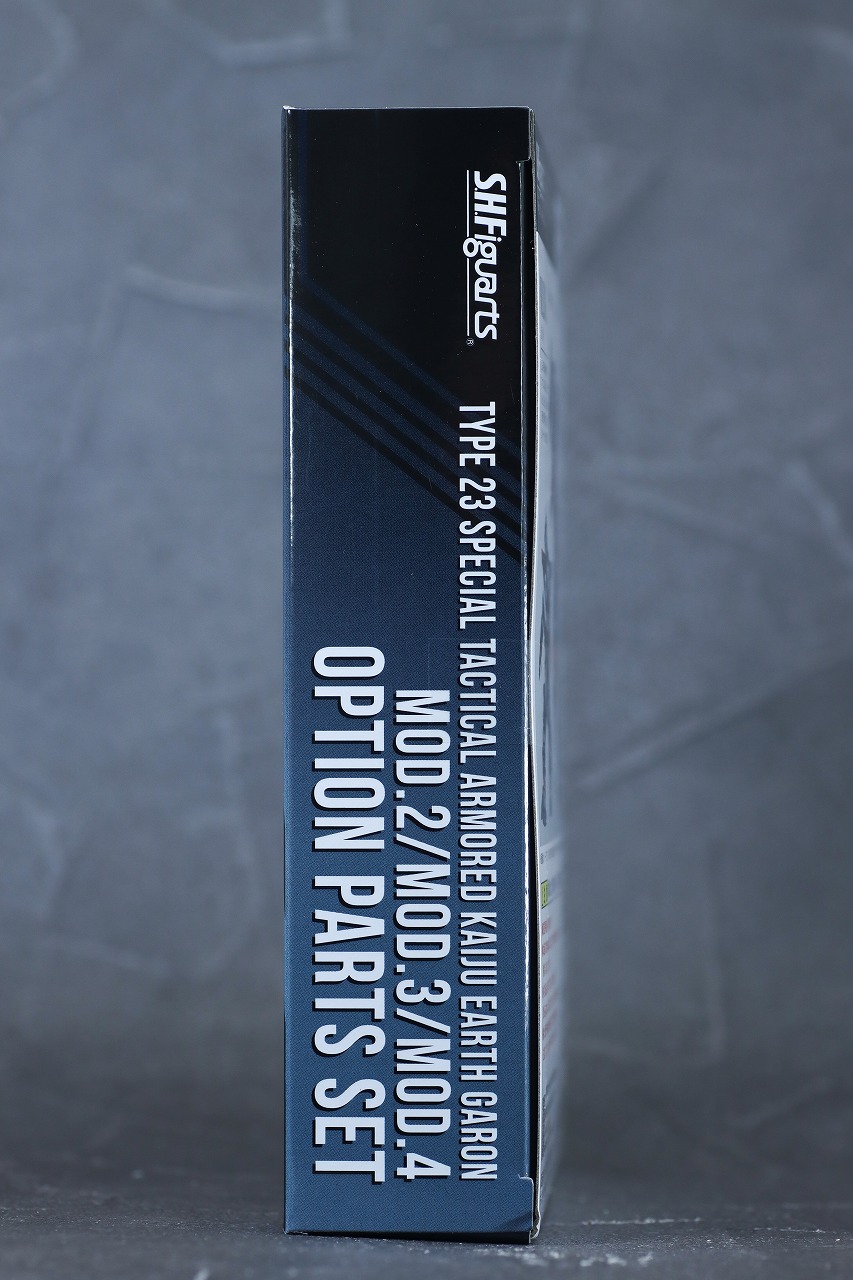 S.H.Figuarts®
TYPE 23 SPECIAL TACTICAL ARMORED KAIJU EARTH GARON
MOD.2/MOD.3/MOD.4
OPTION PARTS SET